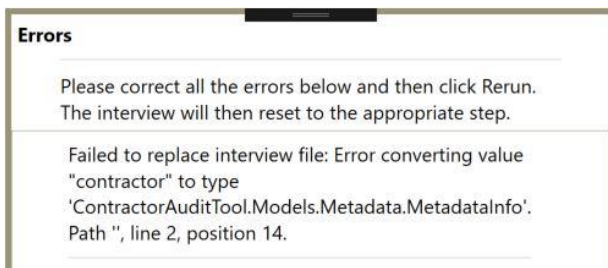 Errors
Please correct all the errors below and then click Rerun.
The interview will then reset to the appropriate step.
Failed to replace interview file: Error converting value
"contractor" to type
'ContractorAuditTool.Models.Metadata.MetadataInfo'.
Path '', line 2, position 14.